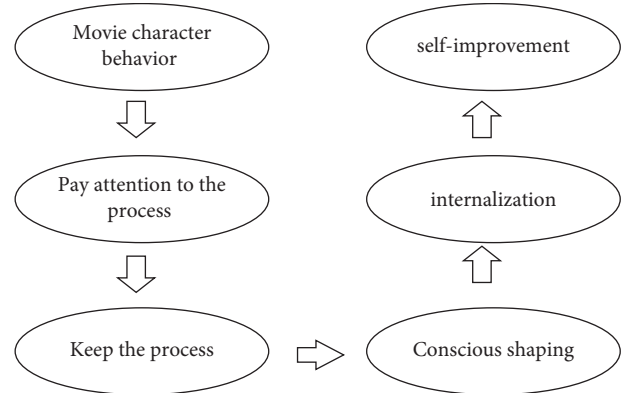 Movie character
behavior
Pay attention to the
process
Keep the process
Conscious shaping
internalization
self-improvement